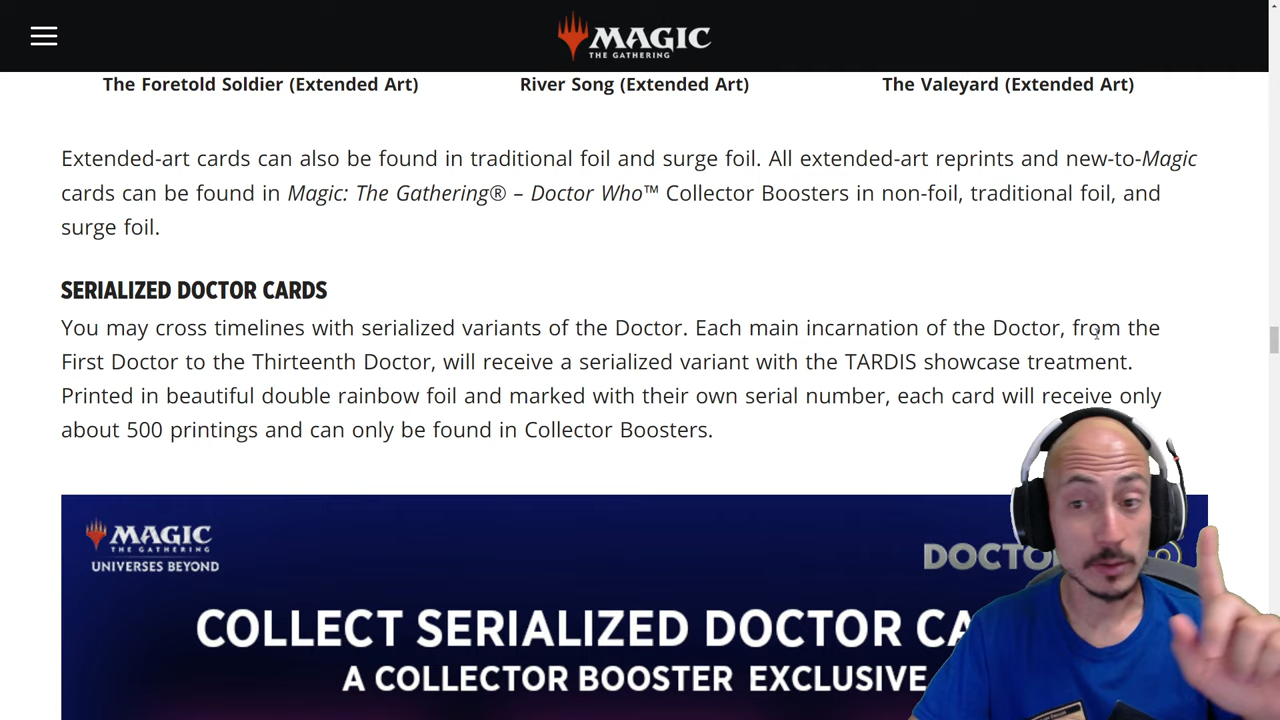 MAGIC
THE GATHERING
The Foretold Soldier (Extended Art) River Song (Extended Art) The Valeyard (Extended Art)
Extended-art cards can also be found in traditional foil and surge foil. All extended-art reprints and new-to-Magic
cards can be found in Magic: The Gathering® – Doctor Who™ Collector Boosters in non-foil, traditional foil, and
surge foil.
SERIALIZED DOCTOR CARDS
You may cross timelines with serialized variants of the Doctor. Each main incarnation of the Doctor, from the
First Doctor to the Thirteenth Doctor, will receive a serialized variant with the TARDIS showcase treatment.
Printed in beautiful double rainbow foil and marked with their own serial number, each card will receive only
about 500 printings and can only be found in Collector Boosters.
MAGIC
THE GATHERING
UNIVERSES BEYOND
DOCTO
COLLECT SERIALIZED DOCTOR CA
A COLLECTOR BOOSTER EXCLUSIVE